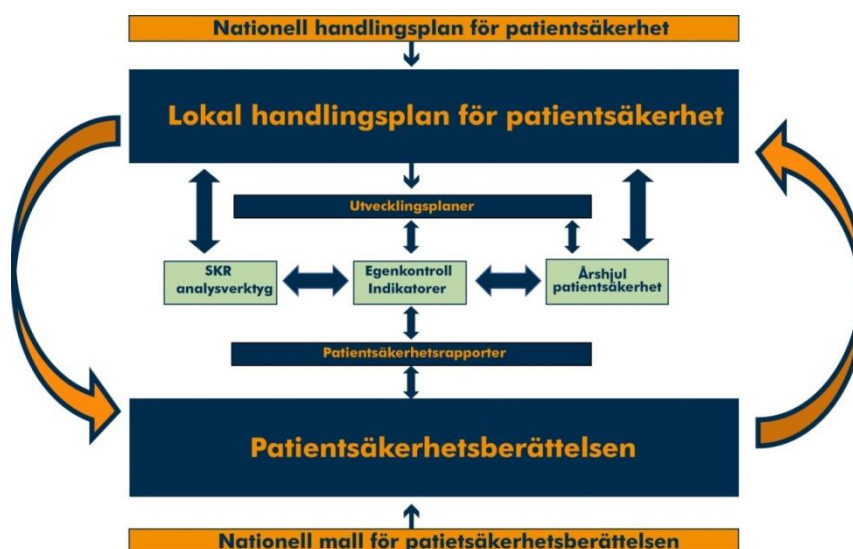 Nationell handlingsplan för patientsäkerhet
Lokal handlingsplan för patientsäkerhet
Utvecklingsplaner
SKR
analysverktyg
Egenkontroll
Indikatorer
Årshjul
patientsäkerhet
Patientsäkerhetsrapporter
Patientsäkerhetsberättelsen
Nationell mall för patietsäkerhetsberättelsen